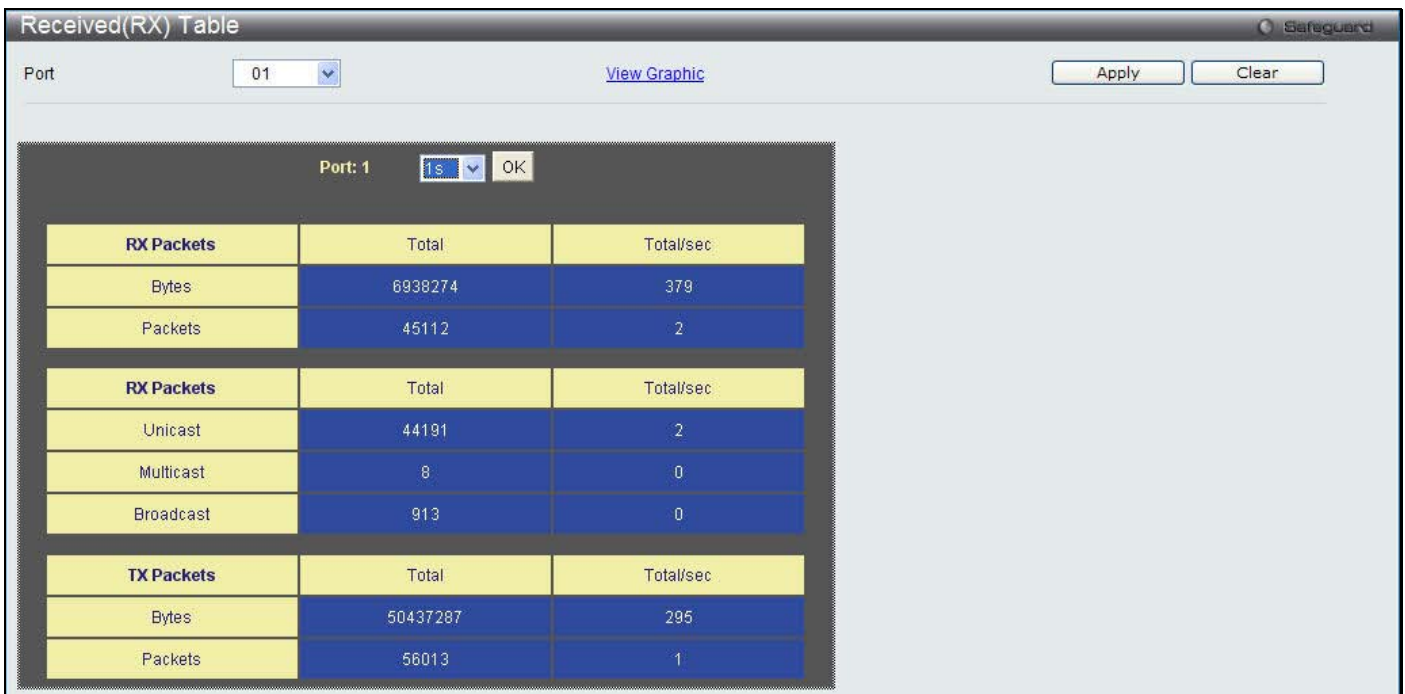 Received(RX) Table Safeguard
Port 01 View Graphic Apply Clear
Port: 1 1s OK
RX Packets Total Total/sec
Bytes 6938274 379
Packets 45112 2
RX Packets Total Total/sec
Unicast 44191 2
Multicast 8 0
Broadcast 913 0
TX Packets Total Total/sec
Bytes 50437287 295
Packets 56013 1